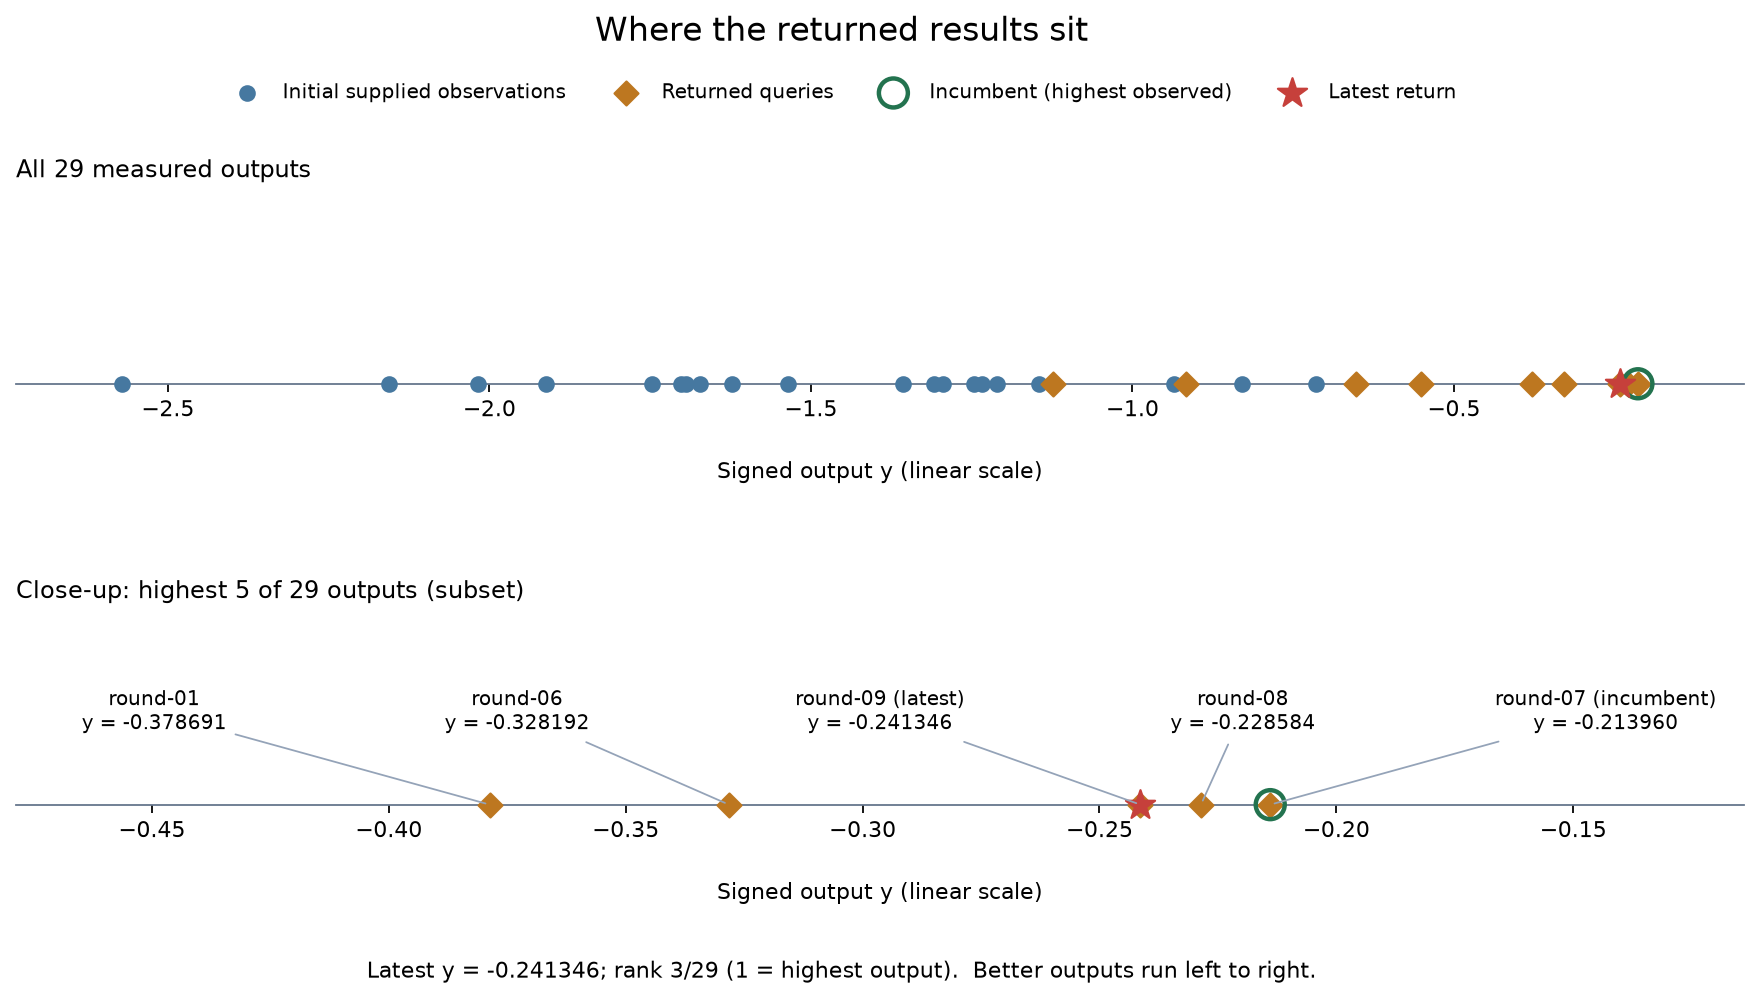 Where the returned results sit
Initial supplied observations
Returned queries
Incumbent (highest observed)
Latest return
All 29 measured outputs
−2.5
−2.0
−1.5
−1.0
−0.5
Signed output y (linear scale)
Close-up: highest 5 of 29 outputs (subset)
round-01
y = -0.378691
round-06
y = -0.328192
round-09 (latest)
y = -0.241346
round-08
y = -0.228584
round-07 (incumbent)
y = -0.213960
−0.45
−0.40
−0.35
−0.30
−0.25
−0.20
−0.15
Signed output y (linear scale)
Latest y = -0.241346; rank 3/29 (1 = highest output).  Better outputs run left to right.